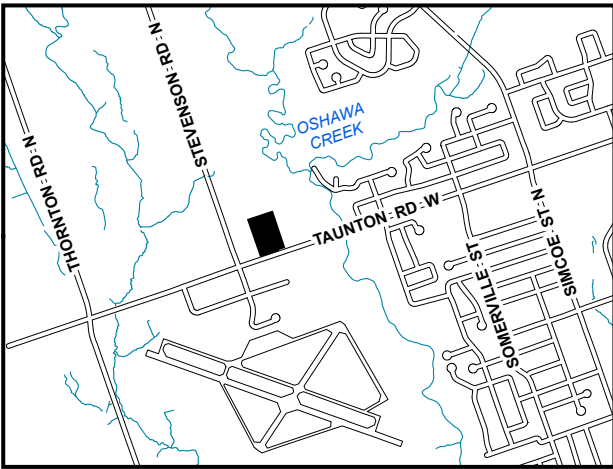 STEVENSON RD N
OSHAWA
CREEK
THORNTON RD N
TAUNTON RD W
SOMERVILLE ST
SIMCOE ST N